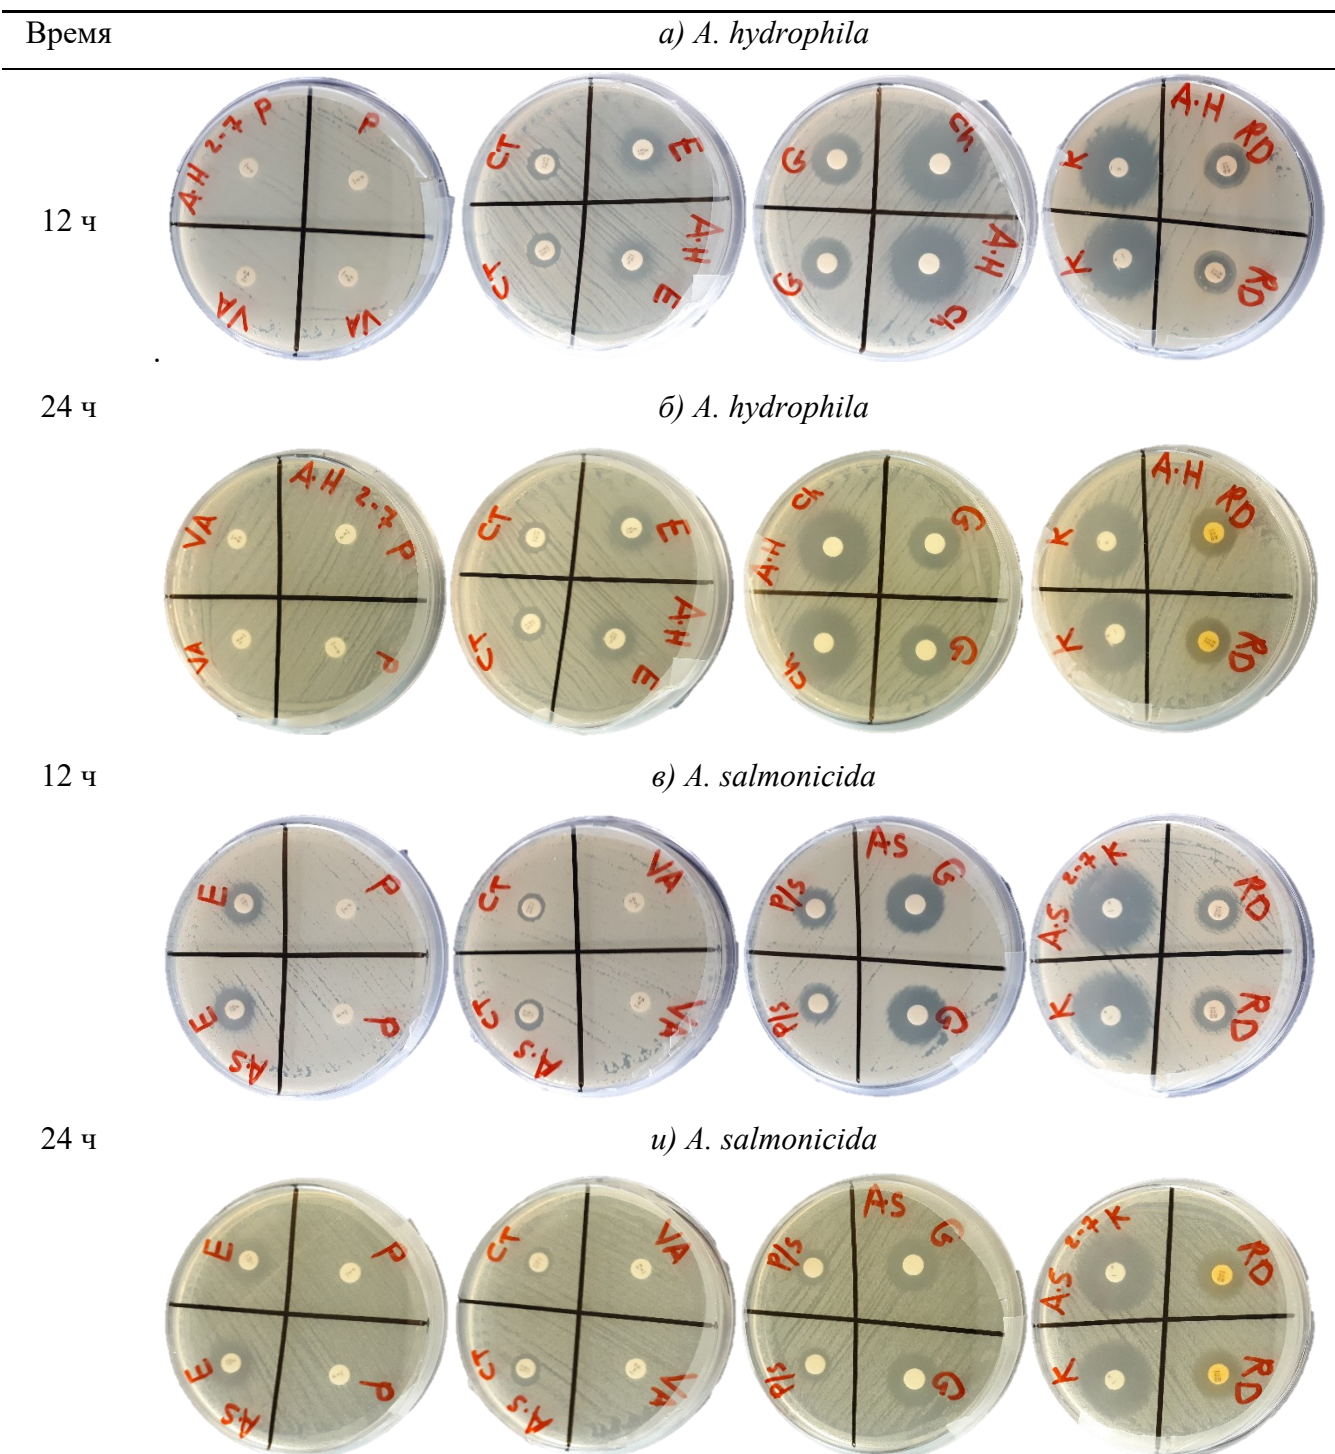 Время а) A. hydrophila
12 ч
A·H 2-7 P P
VA VA
CT E
A·H
CT E
G Ch
A·H
G Ch
A·H
K RD
K RD
.
24 ч б) A. hydrophila
A·H 2-7
VA P
VA P
CT E
A·H
CT E
Ch G
A·H
Ch G
A·H
K RD
K RD
12 ч в) A. salmonicida
E P
E P
A·S
CT VA
CT VA
A·S
A·S
P/S G
P/S G
2-7 K RD
A·S
K RD
24 ч и) A. salmonicida
E P
E P
A·S
CT VA
CT VA
A·S
A·S
P/S G
P/S G
2-7 K RD
A·S
K RD